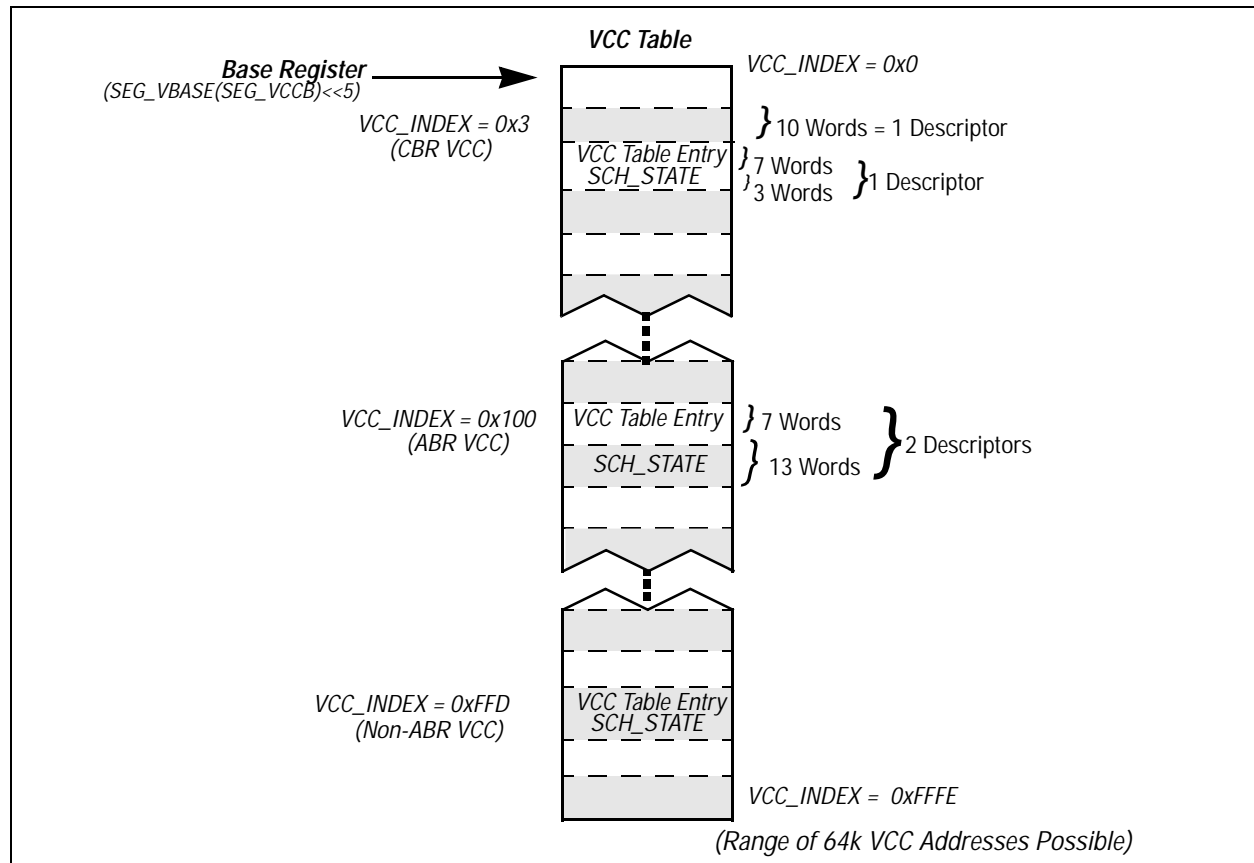 VCC Table
VCC_INDEX = 0x0
Base Register
(SEG_VBASE(SEG_VCCB)<<5)
VCC_INDEX = 0x3
(CBR VCC)
} 10 Words = 1 Descriptor
VCC Table Entry
SCH_STATE
} 7 Words
} 3 Words
} 1 Descriptor
VCC_INDEX = 0x100
(ABR VCC)
VCC Table Entry
} 7 Words
SCH_STATE
} 13 Words
} 2 Descriptors
VCC_INDEX = 0xFFD
(Non-ABR VCC)
VCC Table Entry
SCH_STATE
VCC_INDEX = 0xFFFE
(Range of 64k VCC Addresses Possible)